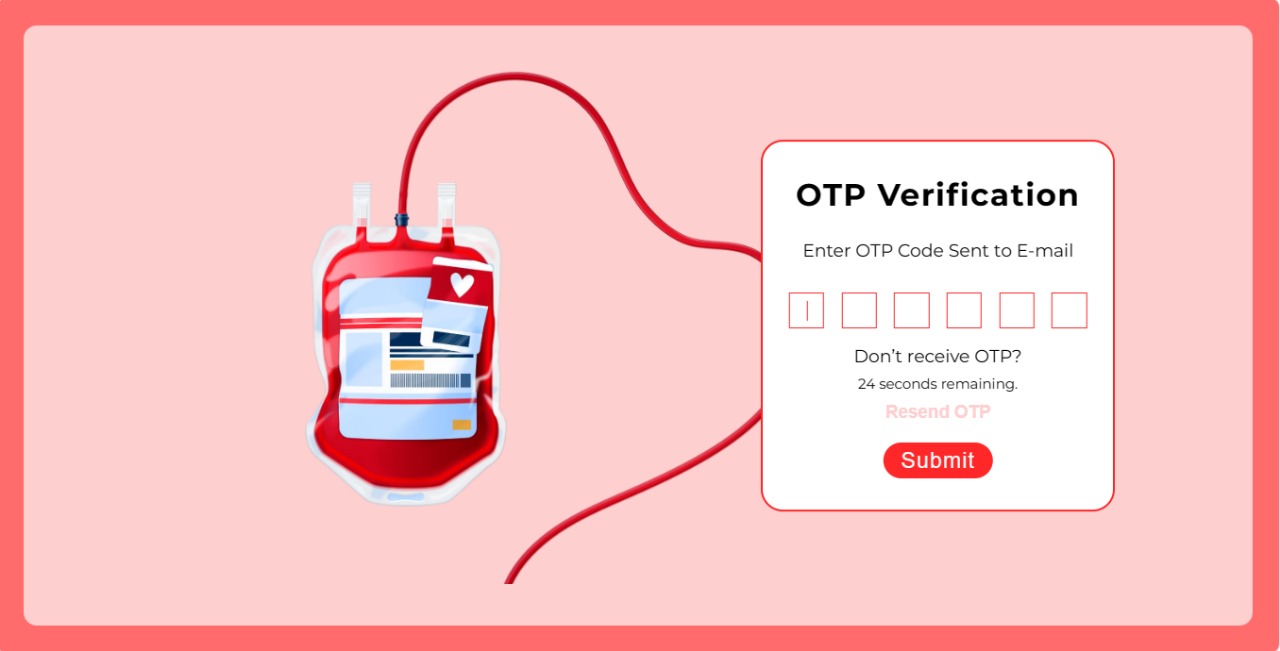 OTP Verification
Enter OTP Code Sent to E-mail
Don’t receive OTP?
24 seconds remaining.
Resend OTP
Submit